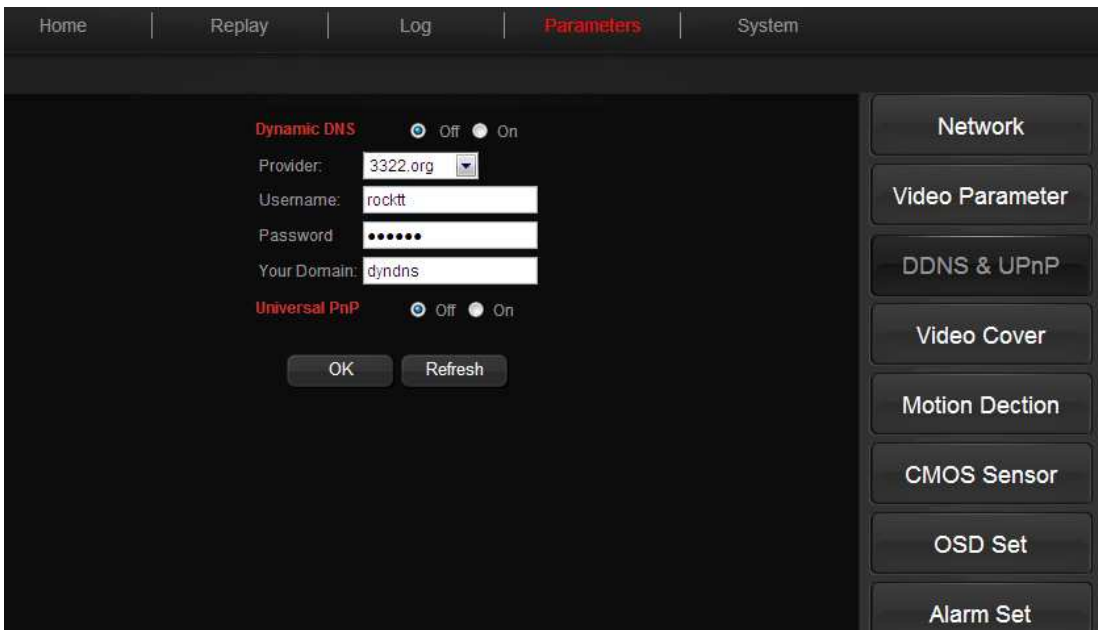 Home | Replay | Log | Parameters | System
Dynamic DNS Off On
Provider: 3322.org
Username: rocktt
Password ••••••
Your Domain: dyndns
Universal PnP Off On
OK Refresh
Network
Video Parameter
DDNS & UPnP
Video Cover
Motion Dection
CMOS Sensor
OSD Set
Alarm Set